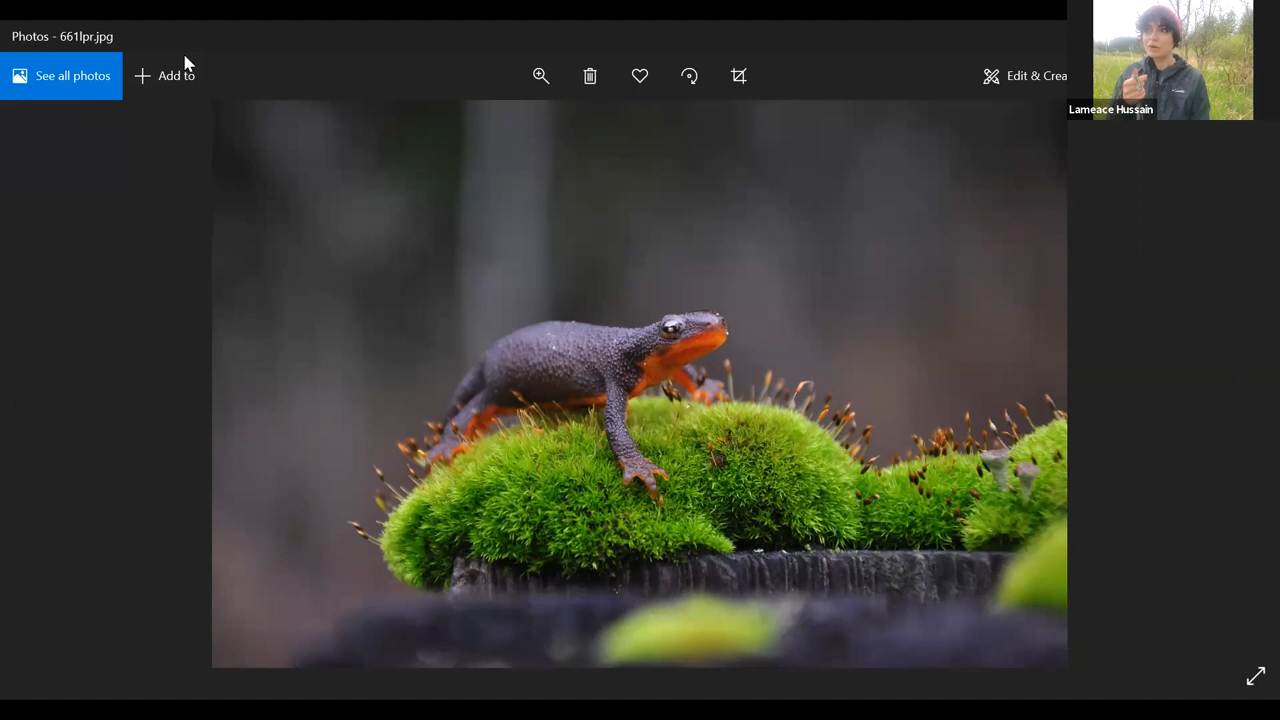 Photos - 661lpr.jpg
See all photos
Add to
Edit & Crea
Lameace Hussain